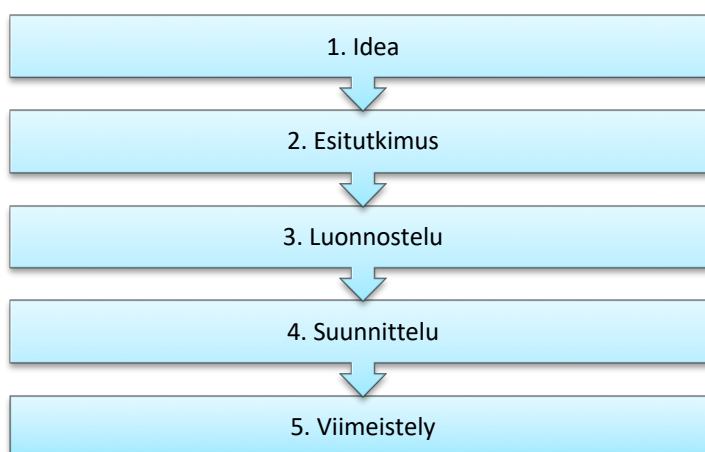 1. Idea
2. Esitutkimus
3. Luonnostelu
4. Suunnittelu
5. Viimeistely